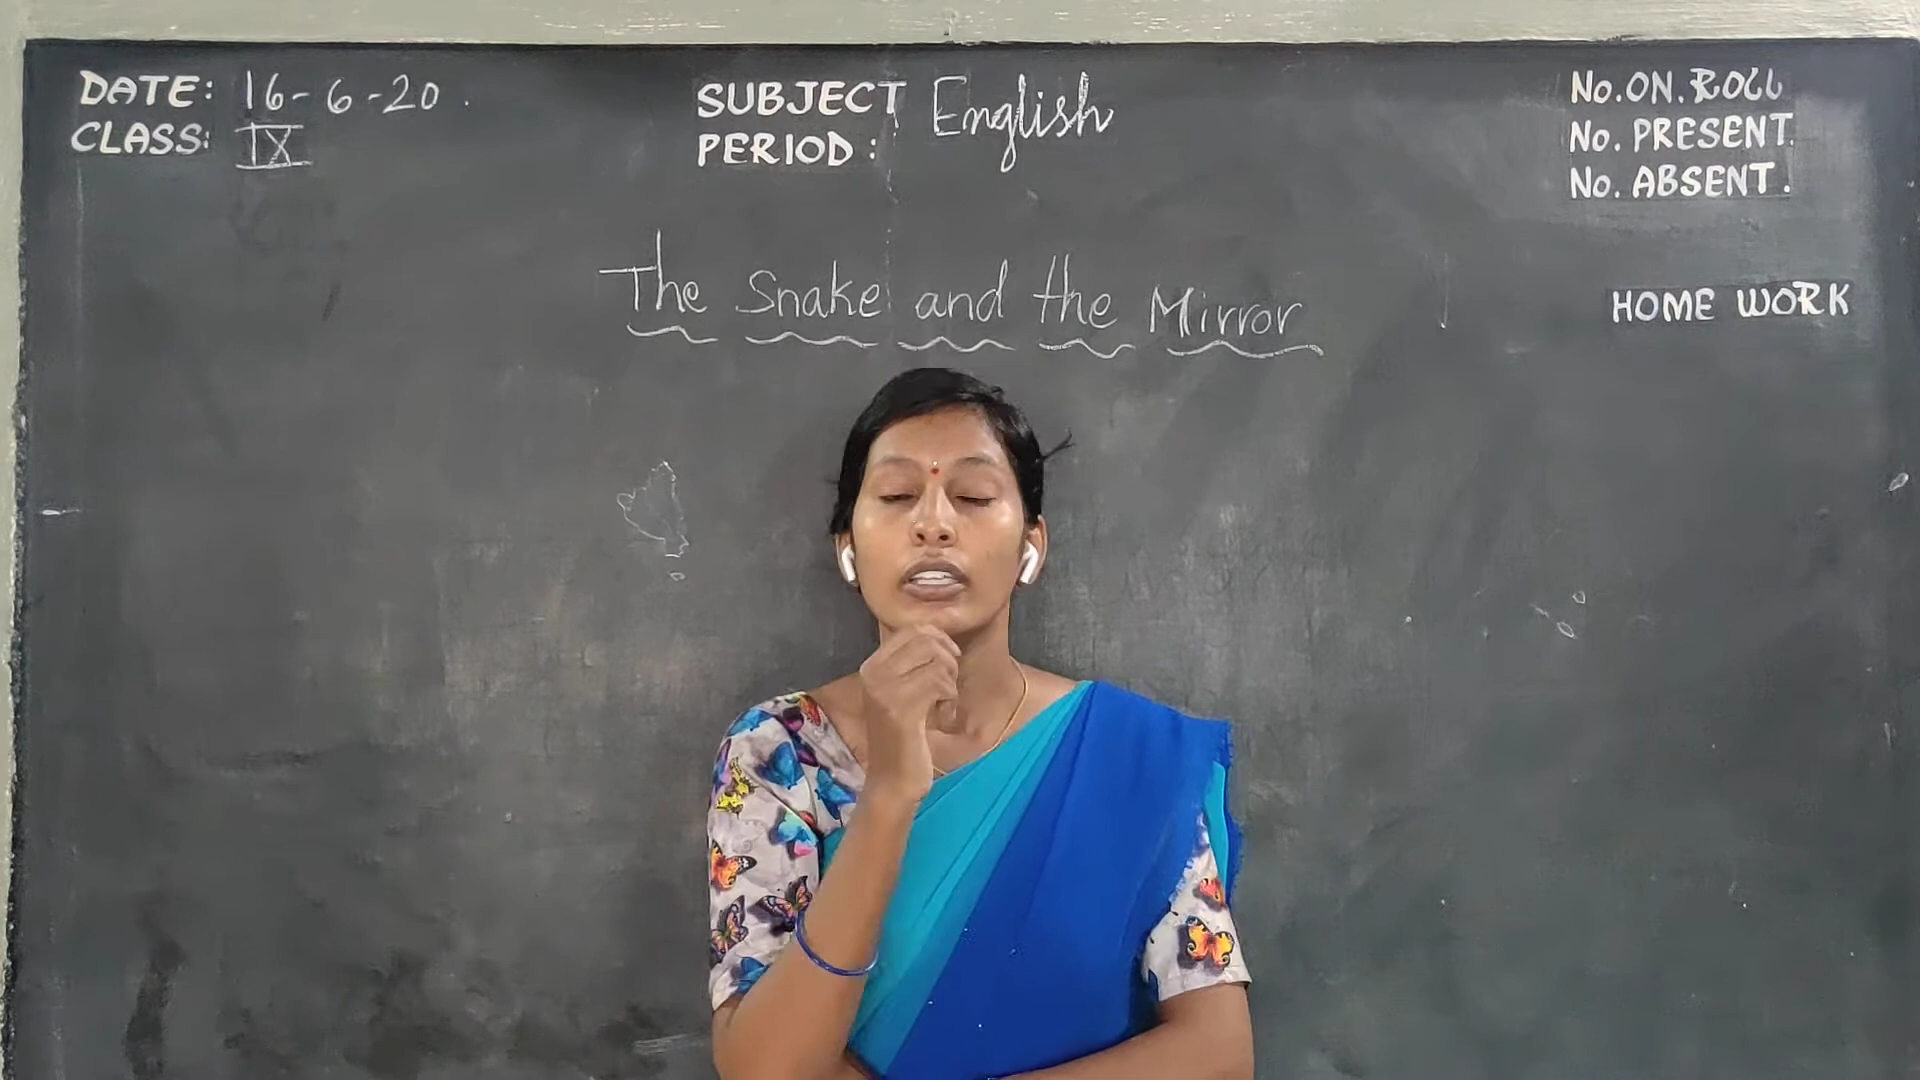 DATE: 16-6-20.
CLASS: IX
SUBJECT English
PERIOD:
No. ON. ROLL
No. PRESENT.
No. ABSENT.
The Snake and the Mirror
HOME WORK